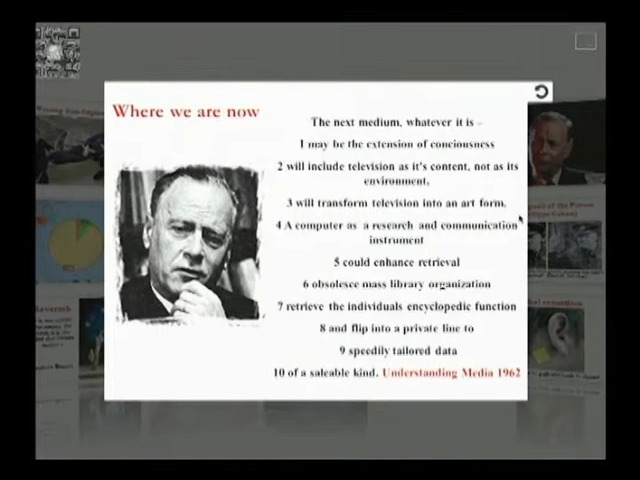 Where we are now
The next medium, whatever it is –
1 may be the extension of conciousness
2 will include television as it's content, not as its
environment,
3 will transform television into an art form,
4 A computer as a research and communication
instrument
5 could enhance retrieval
6 obsolesce mass library organization
7 retrieve the individuals encyclopedic function
8 and flip into a private line to
9 speedily tailored data
10 of a saleable kind. Understanding Media 1962